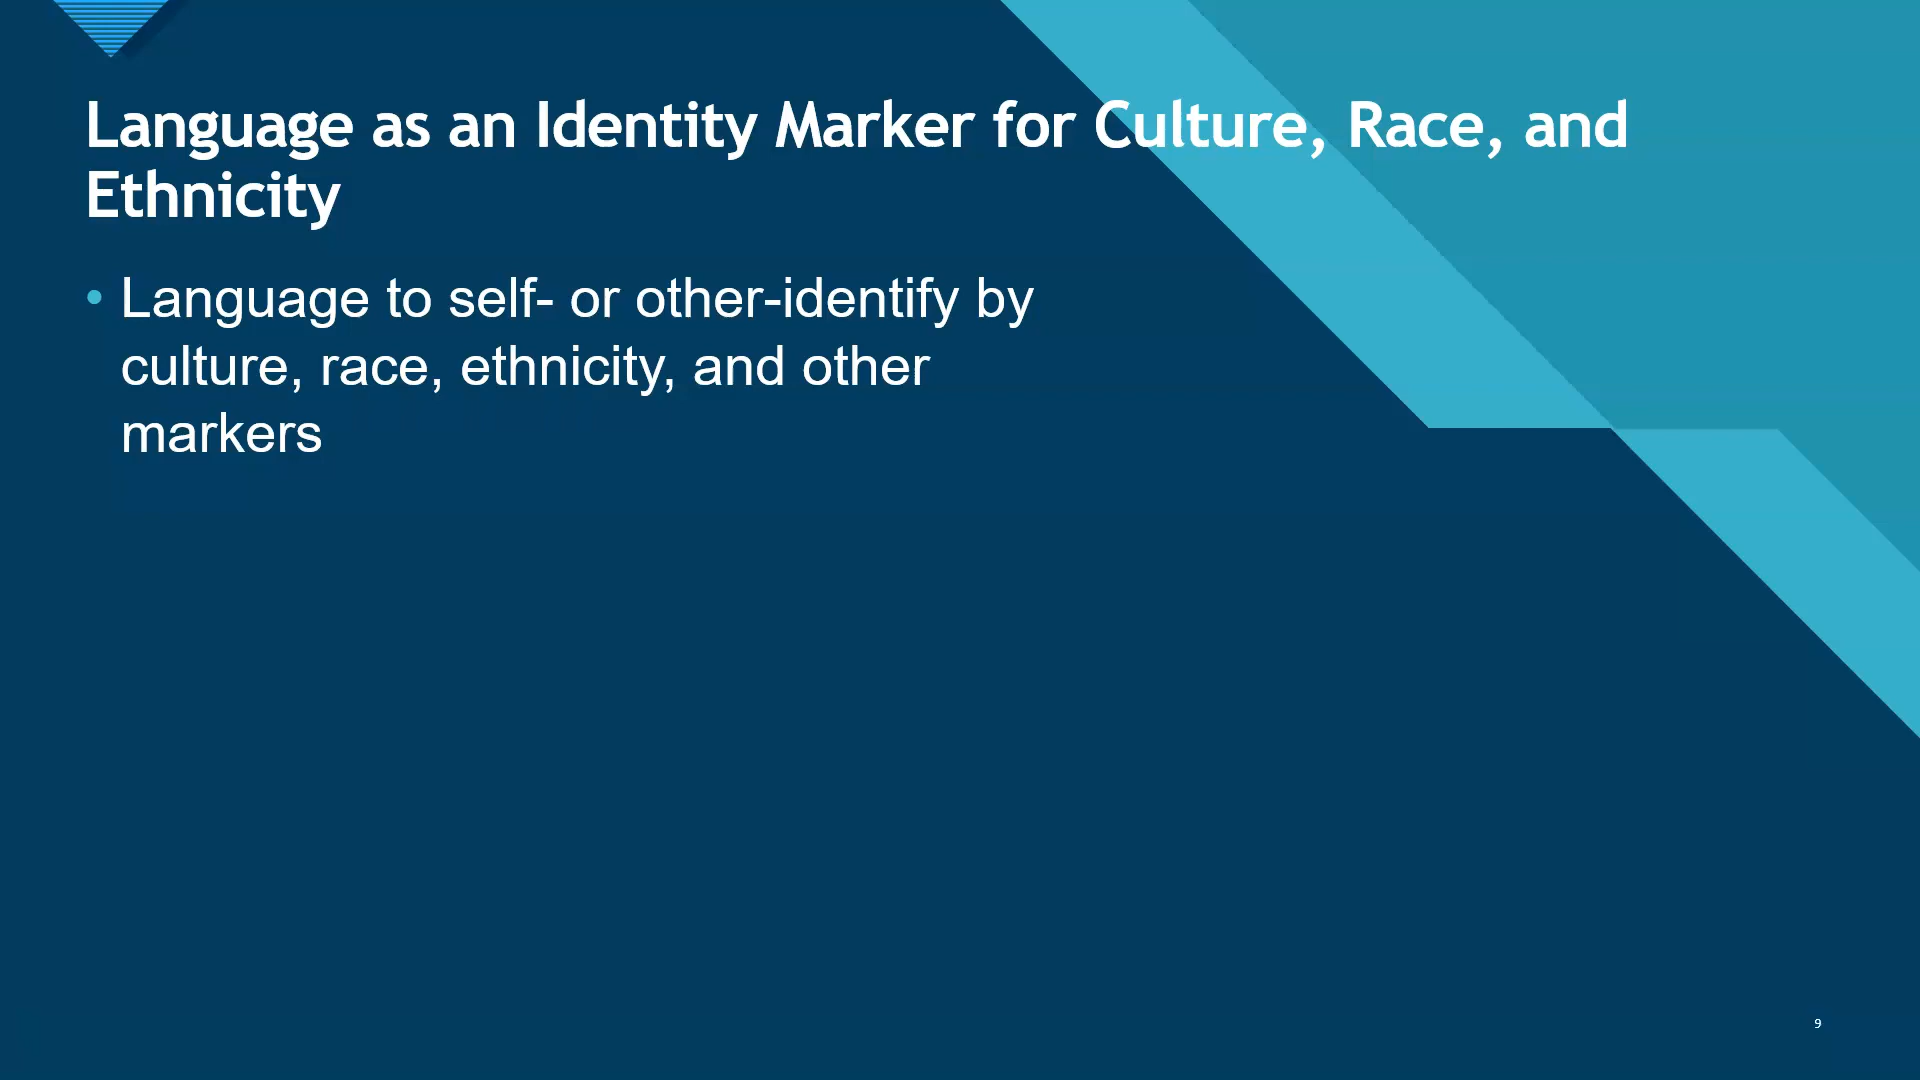 Language as an Identity Marker for Culture, Race, and
Ethnicity
• Language to self- or other-identify by
culture, race, ethnicity, and other
markers
9